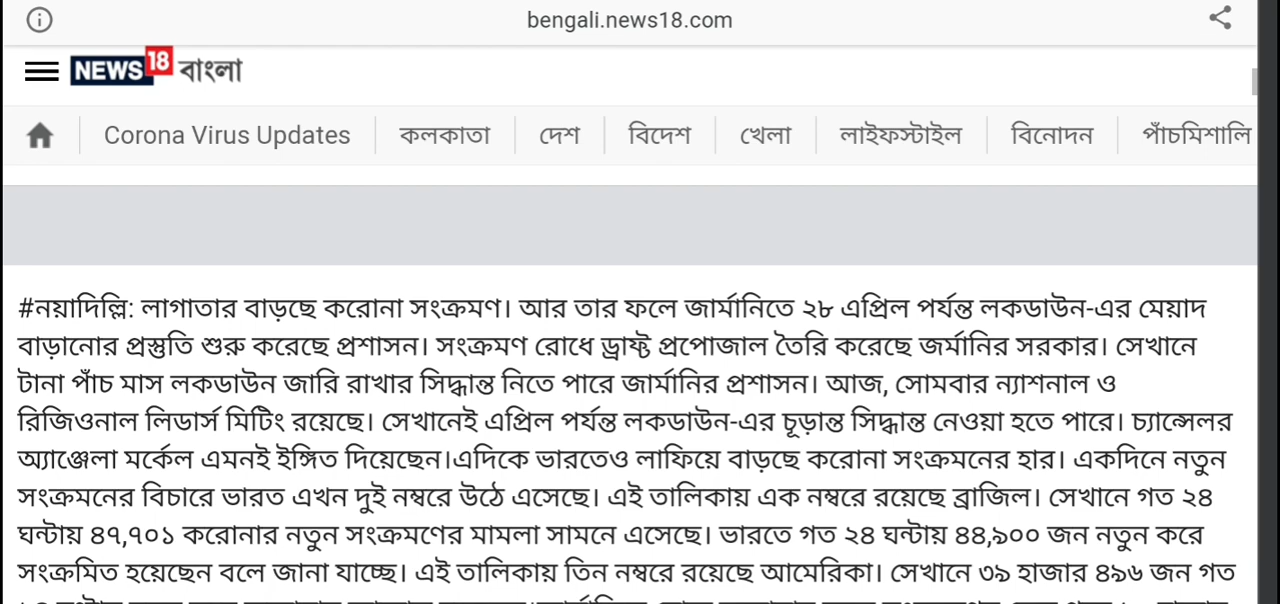 bengali.news18.com
NEWS18 বাংলা
Corona Virus Updates কলকাতা দেশ বিদেশ খেলা লাইফস্টাইল বিনোদন পাঁচমিশালি
#নয়াদিল্লি: লাগাতার বাড়ছে করোনা সংক্রমণ। আর তার ফলে জার্মানিতে ২৮ এপ্রিল পর্যন্ত লকডাউন-এর মেয়াদ
বাড়ানোর প্রস্তুতি শুরু করেছে প্রশাসন। সংক্রমণ রোধে ড্রাফ্ট প্রপোজাল তৈরি করেছে জর্মানির সরকার। সেখানে
টানা পাঁচ মাস লকডাউন জারি রাখার সিদ্ধান্ত নিতে পারে জার্মানির প্রশাসন। আজ, সোমবার ন্যাশনাল ও
রিজিওনাল লিডার্স মিটিং রয়েছে। সেখানেই এপ্রিল পর্যন্ত লকডাউন-এর চূড়ান্ত সিদ্ধান্ত নেওয়া হতে পারে। চ্যান্সেলর
অ্যাঞ্জেলা মর্কেল এমনই ইঙ্গিত দিয়েছেন।এদিকে ভারতেও লাফিয়ে বাড়ছে করোনা সংক্রমনের হার। একদিনে নতুন
সংক্রমনের বিচারে ভারত এখন দুই নম্বরে উঠে এসেছে। এই তালিকায় এক নম্বরে রয়েছে ব্রাজিল। সেখানে গত ২৪
ঘন্টায় ৪৭,৭০১ করোনার নতুন সংক্রমণের মামলা সামনে এসেছে। ভারতে গত ২৪ ঘন্টায় ৪৪,৯০০ জন নতুন করে
সংক্রমিত হয়েছেন বলে জানা যাচ্ছে। এই তালিকায় তিন নম্বরে রয়েছে আমেরিকা। সেখানে ৩৯ হাজার ৪৯৬ জন গত